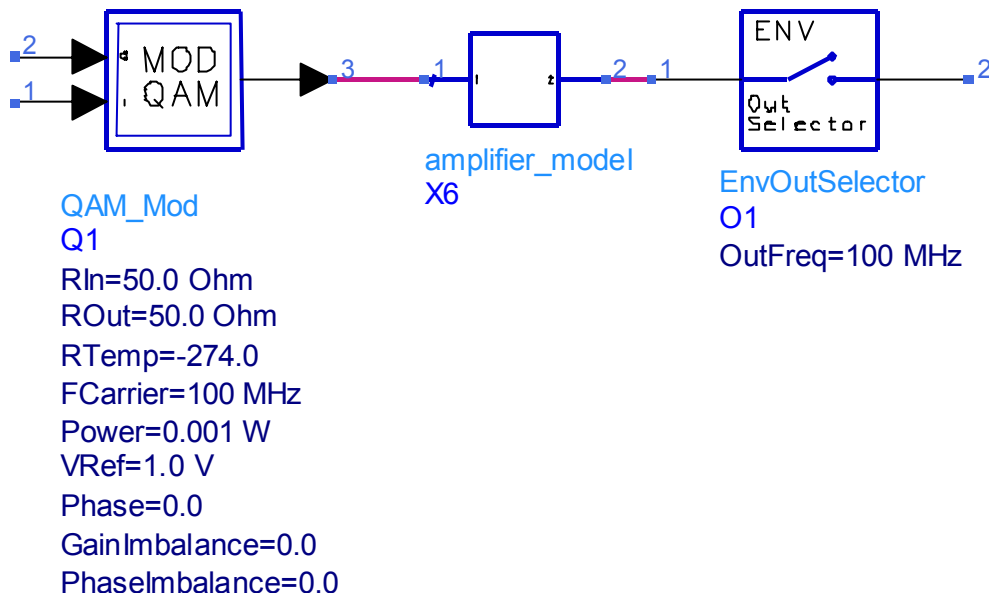 2
1
Q
I
MOD
QAM
3
1
1
2
2
1
ENV
Out
Selector
2
amplifier_model
X6
EnvOutSelector
O1
OutFreq=100 MHz
QAM_Mod
Q1
RIn=50.0 Ohm
ROut=50.0 Ohm
RTemp=-274.0
FCarrier=100 MHz
Power=0.001 W
VRef=1.0 V
Phase=0.0
GainImbalance=0.0
PhaseImbalance=0.0